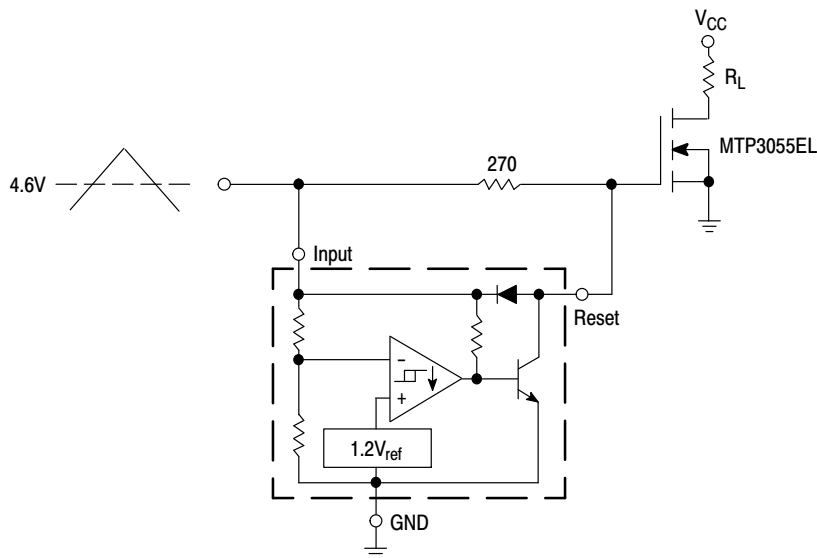 V_CC
R_L
MTP3055EL
270
4.6V
Input
Reset
–
+
1.2V_ref
GND